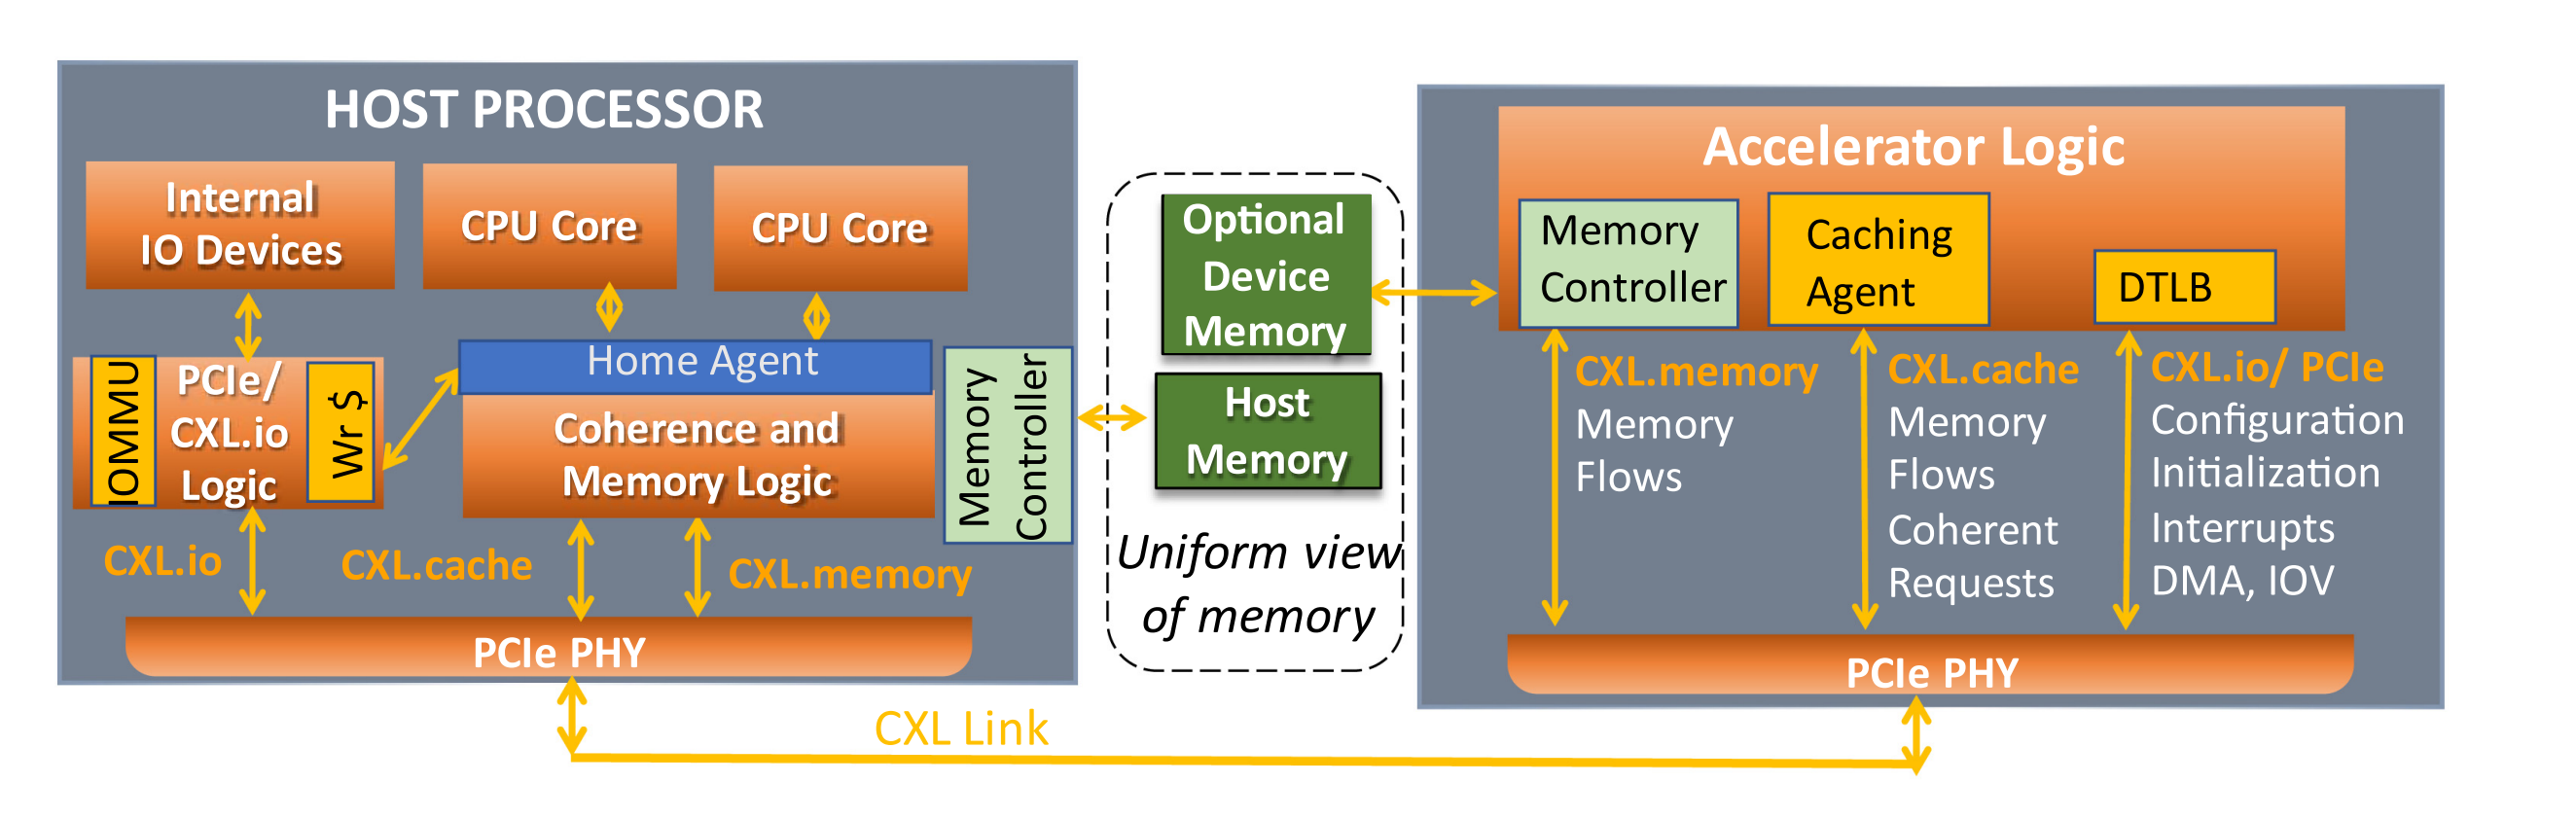 HOST PROCESSOR
Internal
IO Devices
CPU Core
CPU Core
IOMMU
PCIe/
CXL.io
Logic
Wr $
Home Agent
Coherence and
Memory Logic
Memory
Controller
CXL.io
CXL.cache
CXL.memory
PCIe PHY
Optional
Device
Memory
Host
Memory
Uniform view
of memory
Accelerator Logic
Memory
Controller
Caching
Agent
DTLB
CXL.memory
Memory
Flows
CXL.cache
Memory
Flows
Coherent
Requests
CXL.io/ PCIe
Configuration
Initialization
Interrupts
DMA, IOV
PCIe PHY
CXL Link